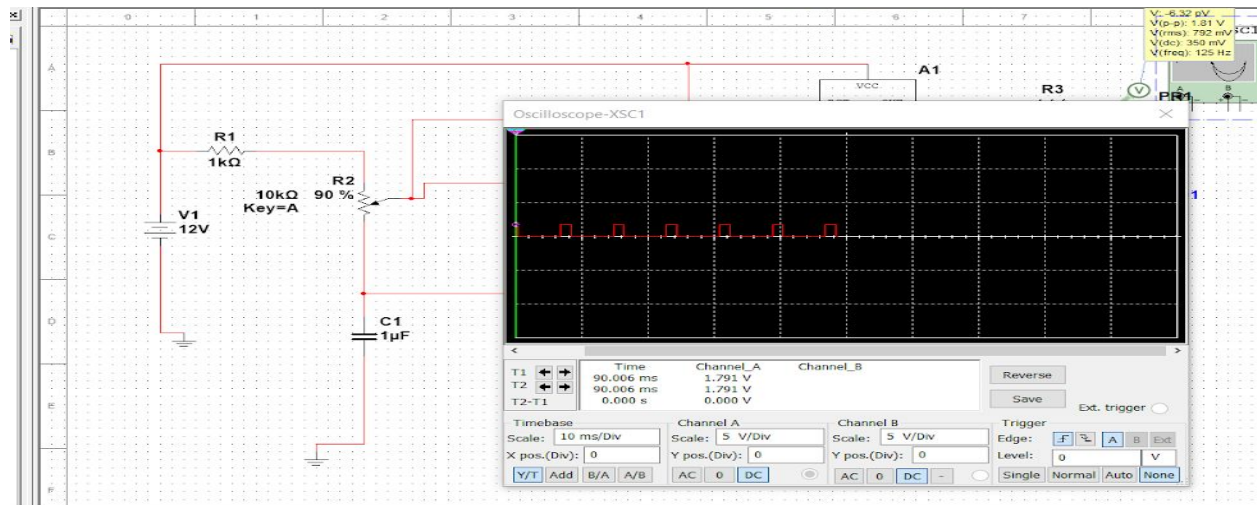 0 1 2 3 4 5 6 7
V: -6.32 pV
V(p-p): 1.81 V
V(rms): 792 mV
V(dc): 350 mV
V(freq): 125 Hz
A
B
C
D
E
F
A1
VCC
R3
V
PR1
A B
R1
1kΩ
R2
10kΩ 90 %
Key=A
V1
12V
C1
1µF
1
Oscilloscope-XSC1
Time Channel_A Channel_B
T1 90.006 ms 1.791 V
T2 90.006 ms 1.791 V
T2-T1 0.000 s 0.000 V
Reverse
Save
Ext. trigger
Timebase
Scale: 10 ms/Div
X pos.(Div): 0
Y/T Add B/A A/B
Channel A
Scale: 5 V/Div
Y pos.(Div): 0
AC 0 DC
Channel B
Scale: 5 V/Div
Y pos.(Div): 0
AC 0 DC -
Trigger
Edge: A B Ext
Level: 0 V
Single Normal Auto None